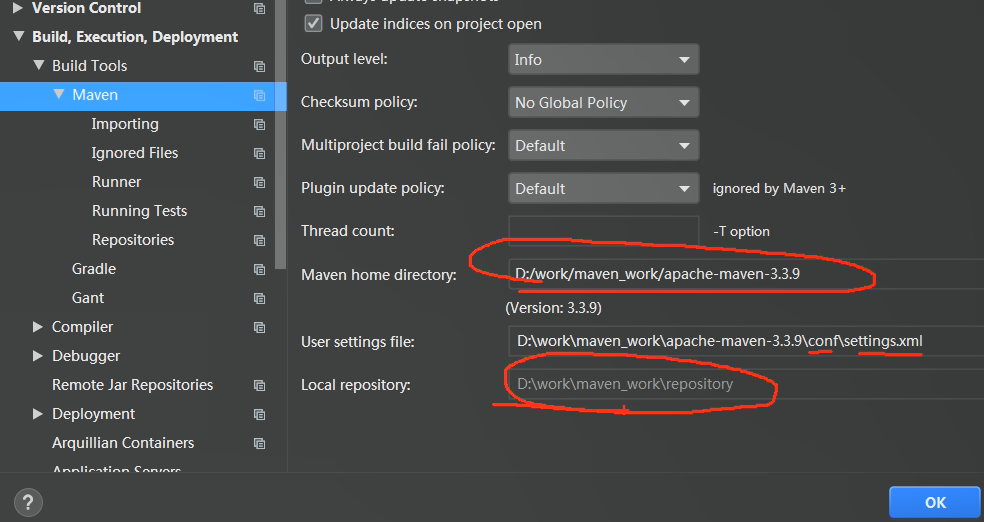 Version Control
Always update snapshots
Update indices on project open
Build, Execution, Deployment
Build Tools
Output level: Info
Maven
Checksum policy: No Global Policy
Importing
Multiproject build fail policy: Default
Ignored Files
Runner
Plugin update policy: Default ignored by Maven 3+
Running Tests
Thread count: -T option
Repositories
Gradle
Maven home directory: D:/work/maven_work/apache-maven-3.3.9
Gant
(Version: 3.3.9)
Compiler
User settings file: D:\work\maven_work\apache-maven-3.3.9\conf\settings.xml
Debugger
Remote Jar Repositories
Local repository: D:\work\maven_work\repository
Deployment
Arquillian Containers
Application Servers
?
OK